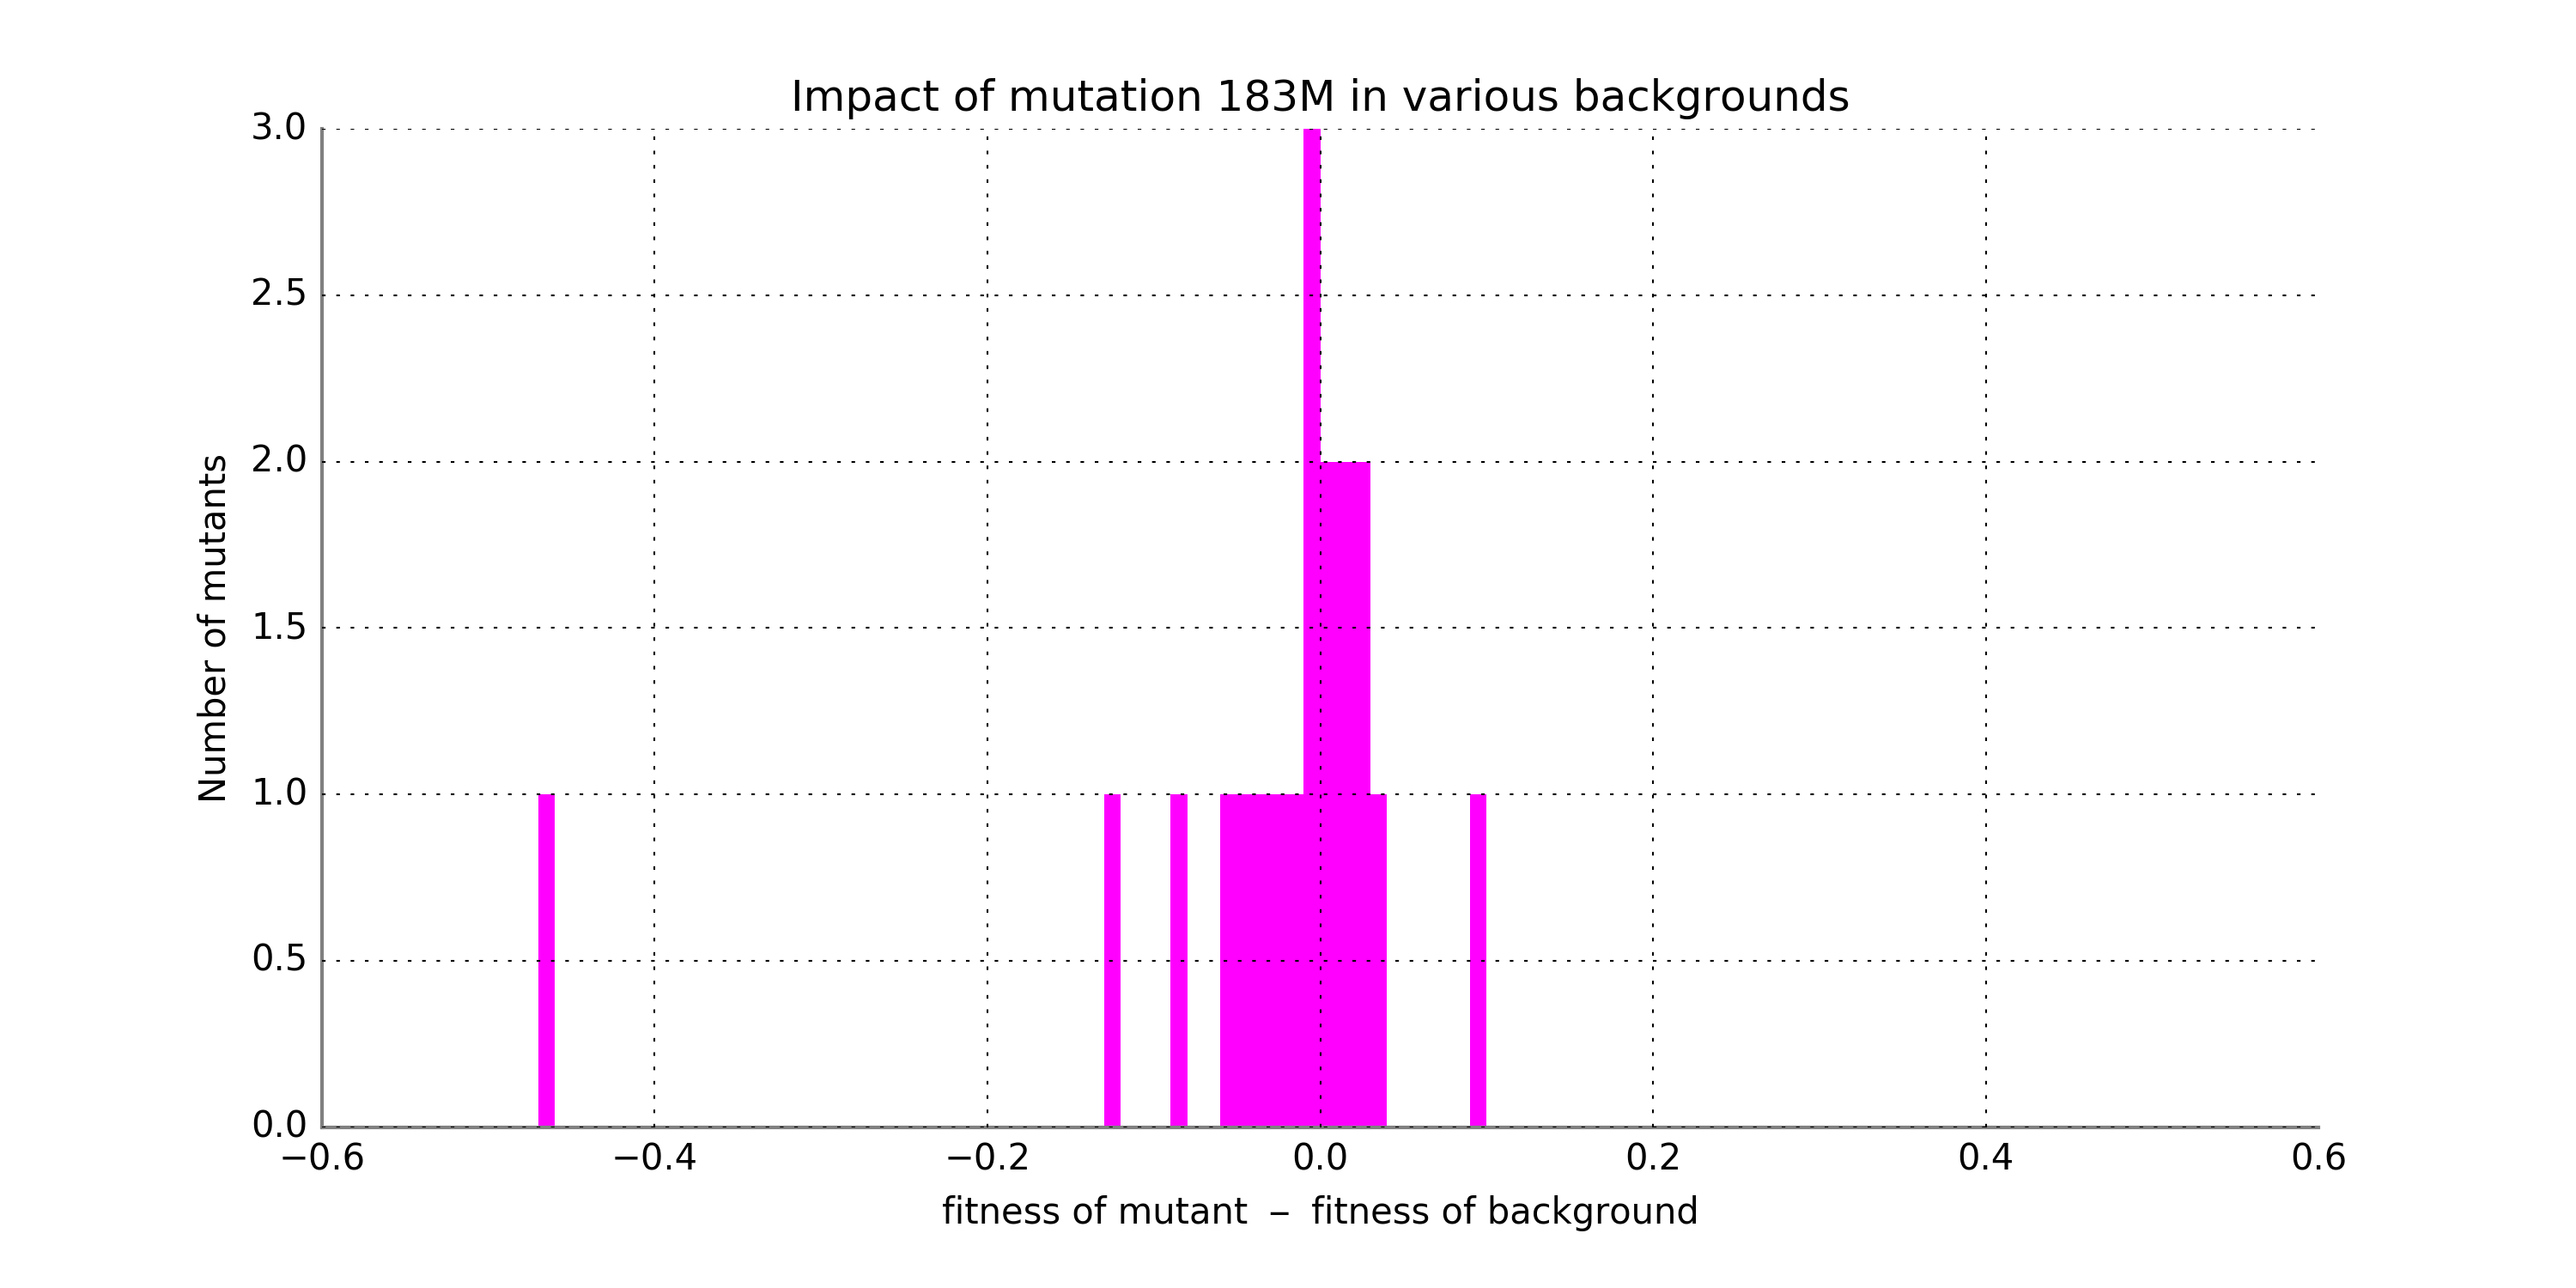 Impact of mutation 183M in various backgrounds
3.0
2.5
2.0
1.5
1.0
0.5
0.0
Number of mutants
−0.6 −0.4 −0.2 0.0 0.2 0.4 0.6
fitness of mutant – fitness of background